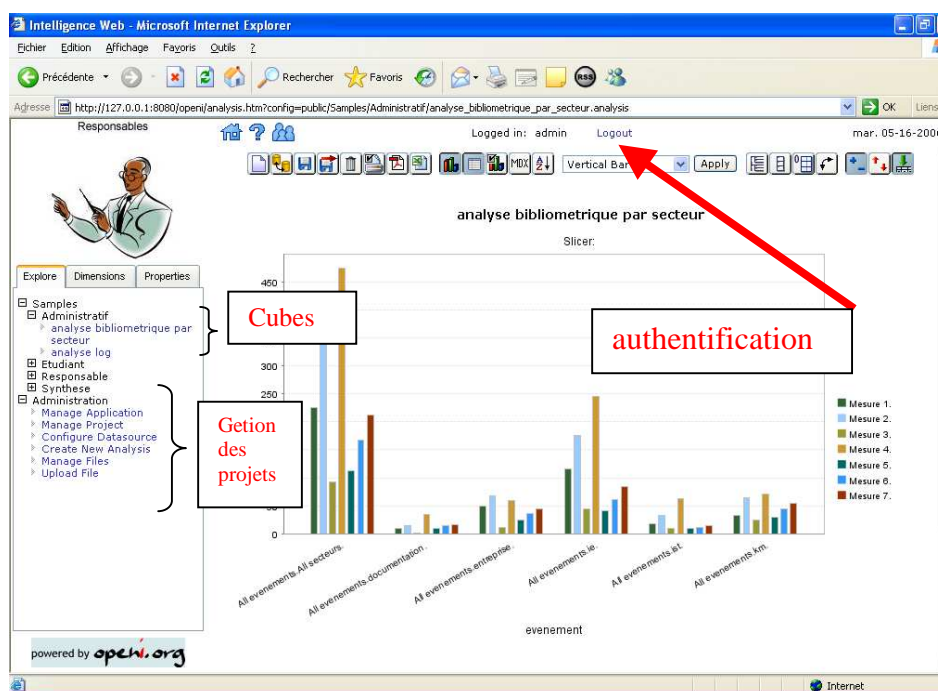 Intelligence Web - Microsoft Internet Explorer
Fichier Edition Affichage Favoris Outils ?
Précédente Rechercher Favoris RSS
Adresse http://127.0.0.1:8080/openi/analysis.htm?config=public/Samples/Administratif/analyse_bibliometrique_par_secteur.analysis OK Liens
Responsables
Logged in: admin Logout mar. 05-16-200
MDX Vertical Bar Apply
analyse bibliometrique par secteur
Slicer:
Explore Dimensions Properties
Samples
Administratif
analyse bibliometrique par
secteur
analyse log
Etudiant
Responsable
Synthese
Administration
Manage Application
Manage Project
Configure Datasource
Create New Analysis
Manage Files
Upload File
Cubes
authentification
Getion
des
projets
450
300
250
0
All evenements.All secteurs.
All evenements.documentation.
All evenements.entreprise.
All evenements.ie.
All evenements.ist.
All evenements.km.
evenement
Mesure 1.
Mesure 2.
Mesure 3.
Mesure 4.
Mesure 5.
Mesure 6.
Mesure 7.
powered by openi.org
Internet